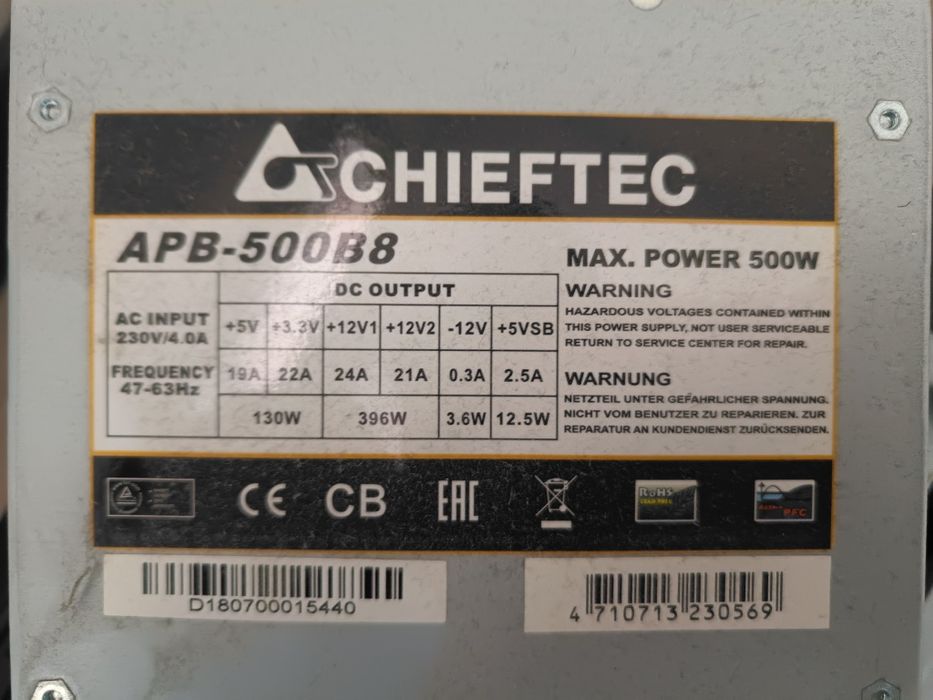 CHIEFTEC
APB-500B8
MAX. POWER 500W
AC INPUT
230V/4.0A
FREQUENCY
47-63Hz
DC OUTPUT
+5V +3.3V +12V1 +12V2 -12V +5VSB
19A 22A 24A 21A 0.3A 2.5A
130W 396W 3.6W 12.5W
WARNING
HAZARDOUS VOLTAGES CONTAINED WITHIN
THIS POWER SUPPLY, NOT USER SERVICEABLE
RETURN TO SERVICE CENTER FOR REPAIR.
WARNUNG
NETZTEIL UNTER GEFÄHRLICHER SPANNUNG.
NICHT VOM BENUTZER ZU REPARIEREN. ZUR
REPARATUR AN KUNDENDIENST ZURÜCKSENDEN.
CE CB EAC RoHS PFC
D180700015440
4 710713 230569